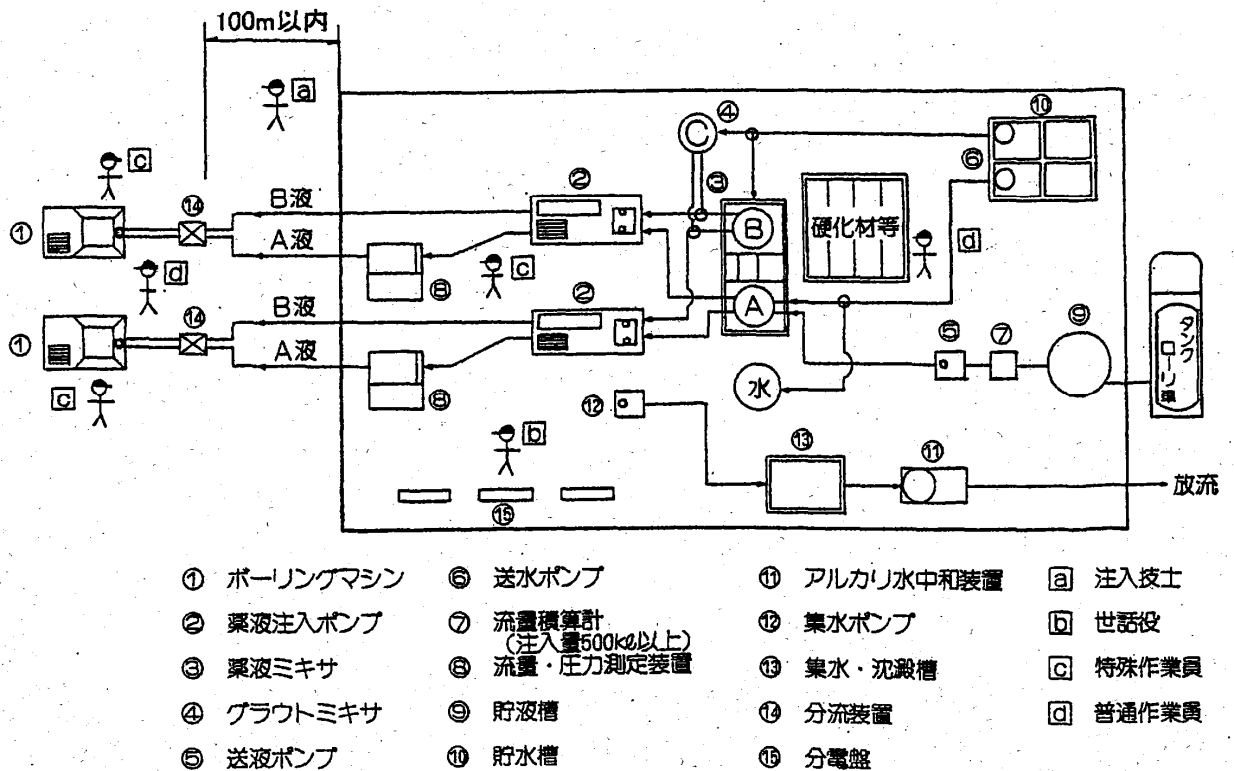 100m以内
a
④
⑩
c
②
③
⑥
B液
⑭
C
B
硬化材等
①
A液
d
c
⑧
d
②
⑨
B液
⑭
A
⑤
⑦
タンクローリ車
①
A液
水
c
⑧
⑫
b
⑬
⑪
放流
⑮
① ボーリングマシン
②薬液注入ポンプ
③ 薬液ミキサ
④ グラウトミキサ
⑤ 送液ポンプ
⑥ 送水ポンプ
⑦ 流量積算計
(注入量500kℓ以上)
⑧ 流量・圧力測定装置
⑨ 貯液槽
⑩ 貯水槽
⑪ アルカリ水中和装置
⑫ 集水ポンプ
⑬ 集水・沈澱槽
⑭ 分流装置
⑮ 分電盤
a 注入技士
b 世話役
c 特殊作業員
d 普通作業員